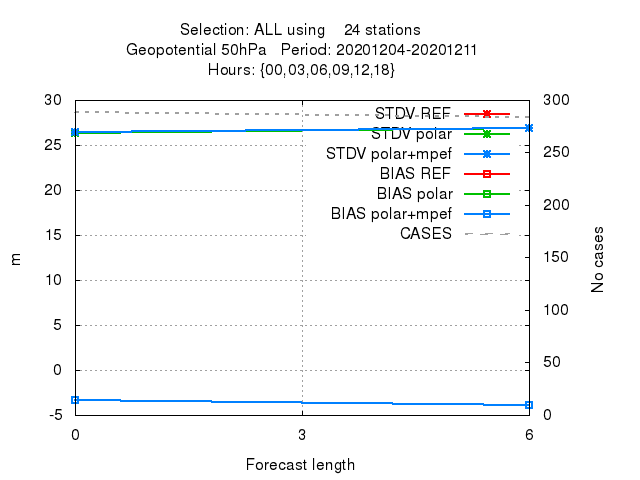 Selection: ALL using    24 stations
Geopotential 50hPa   Period: 20201204-20201211
Hours: {00,03,06,09,12,18}
30
25
20
15
10
5
0
-5
m
STDV REF
STDV polar
STDV polar+mpef
BIAS REF
BIAS polar
BIAS polar+mpef
CASES
300
250
200
150
100
50
0
No cases
0 3 6
Forecast length